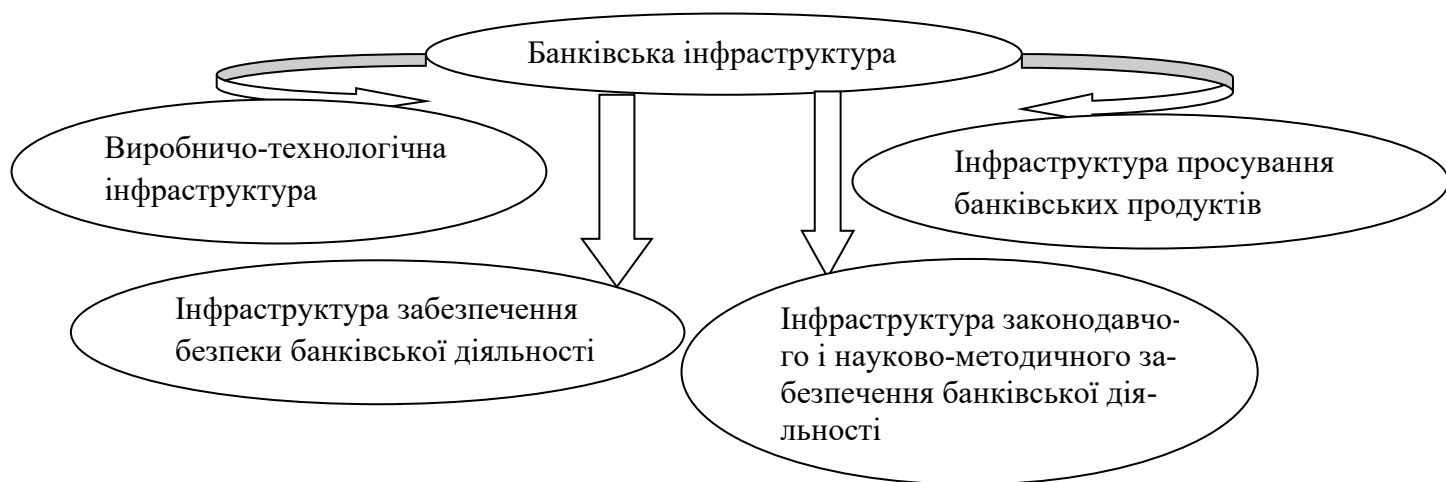 Банківська інфраструктура
Виробничо-технологічна
інфраструктура
Інфраструктура просування
банківських продуктів
Інфраструктура забезпечення
безпеки банківської діяльності
Інфраструктура законодавчо-
го і науково-методичного за-
безпечення банківської дія-
льності